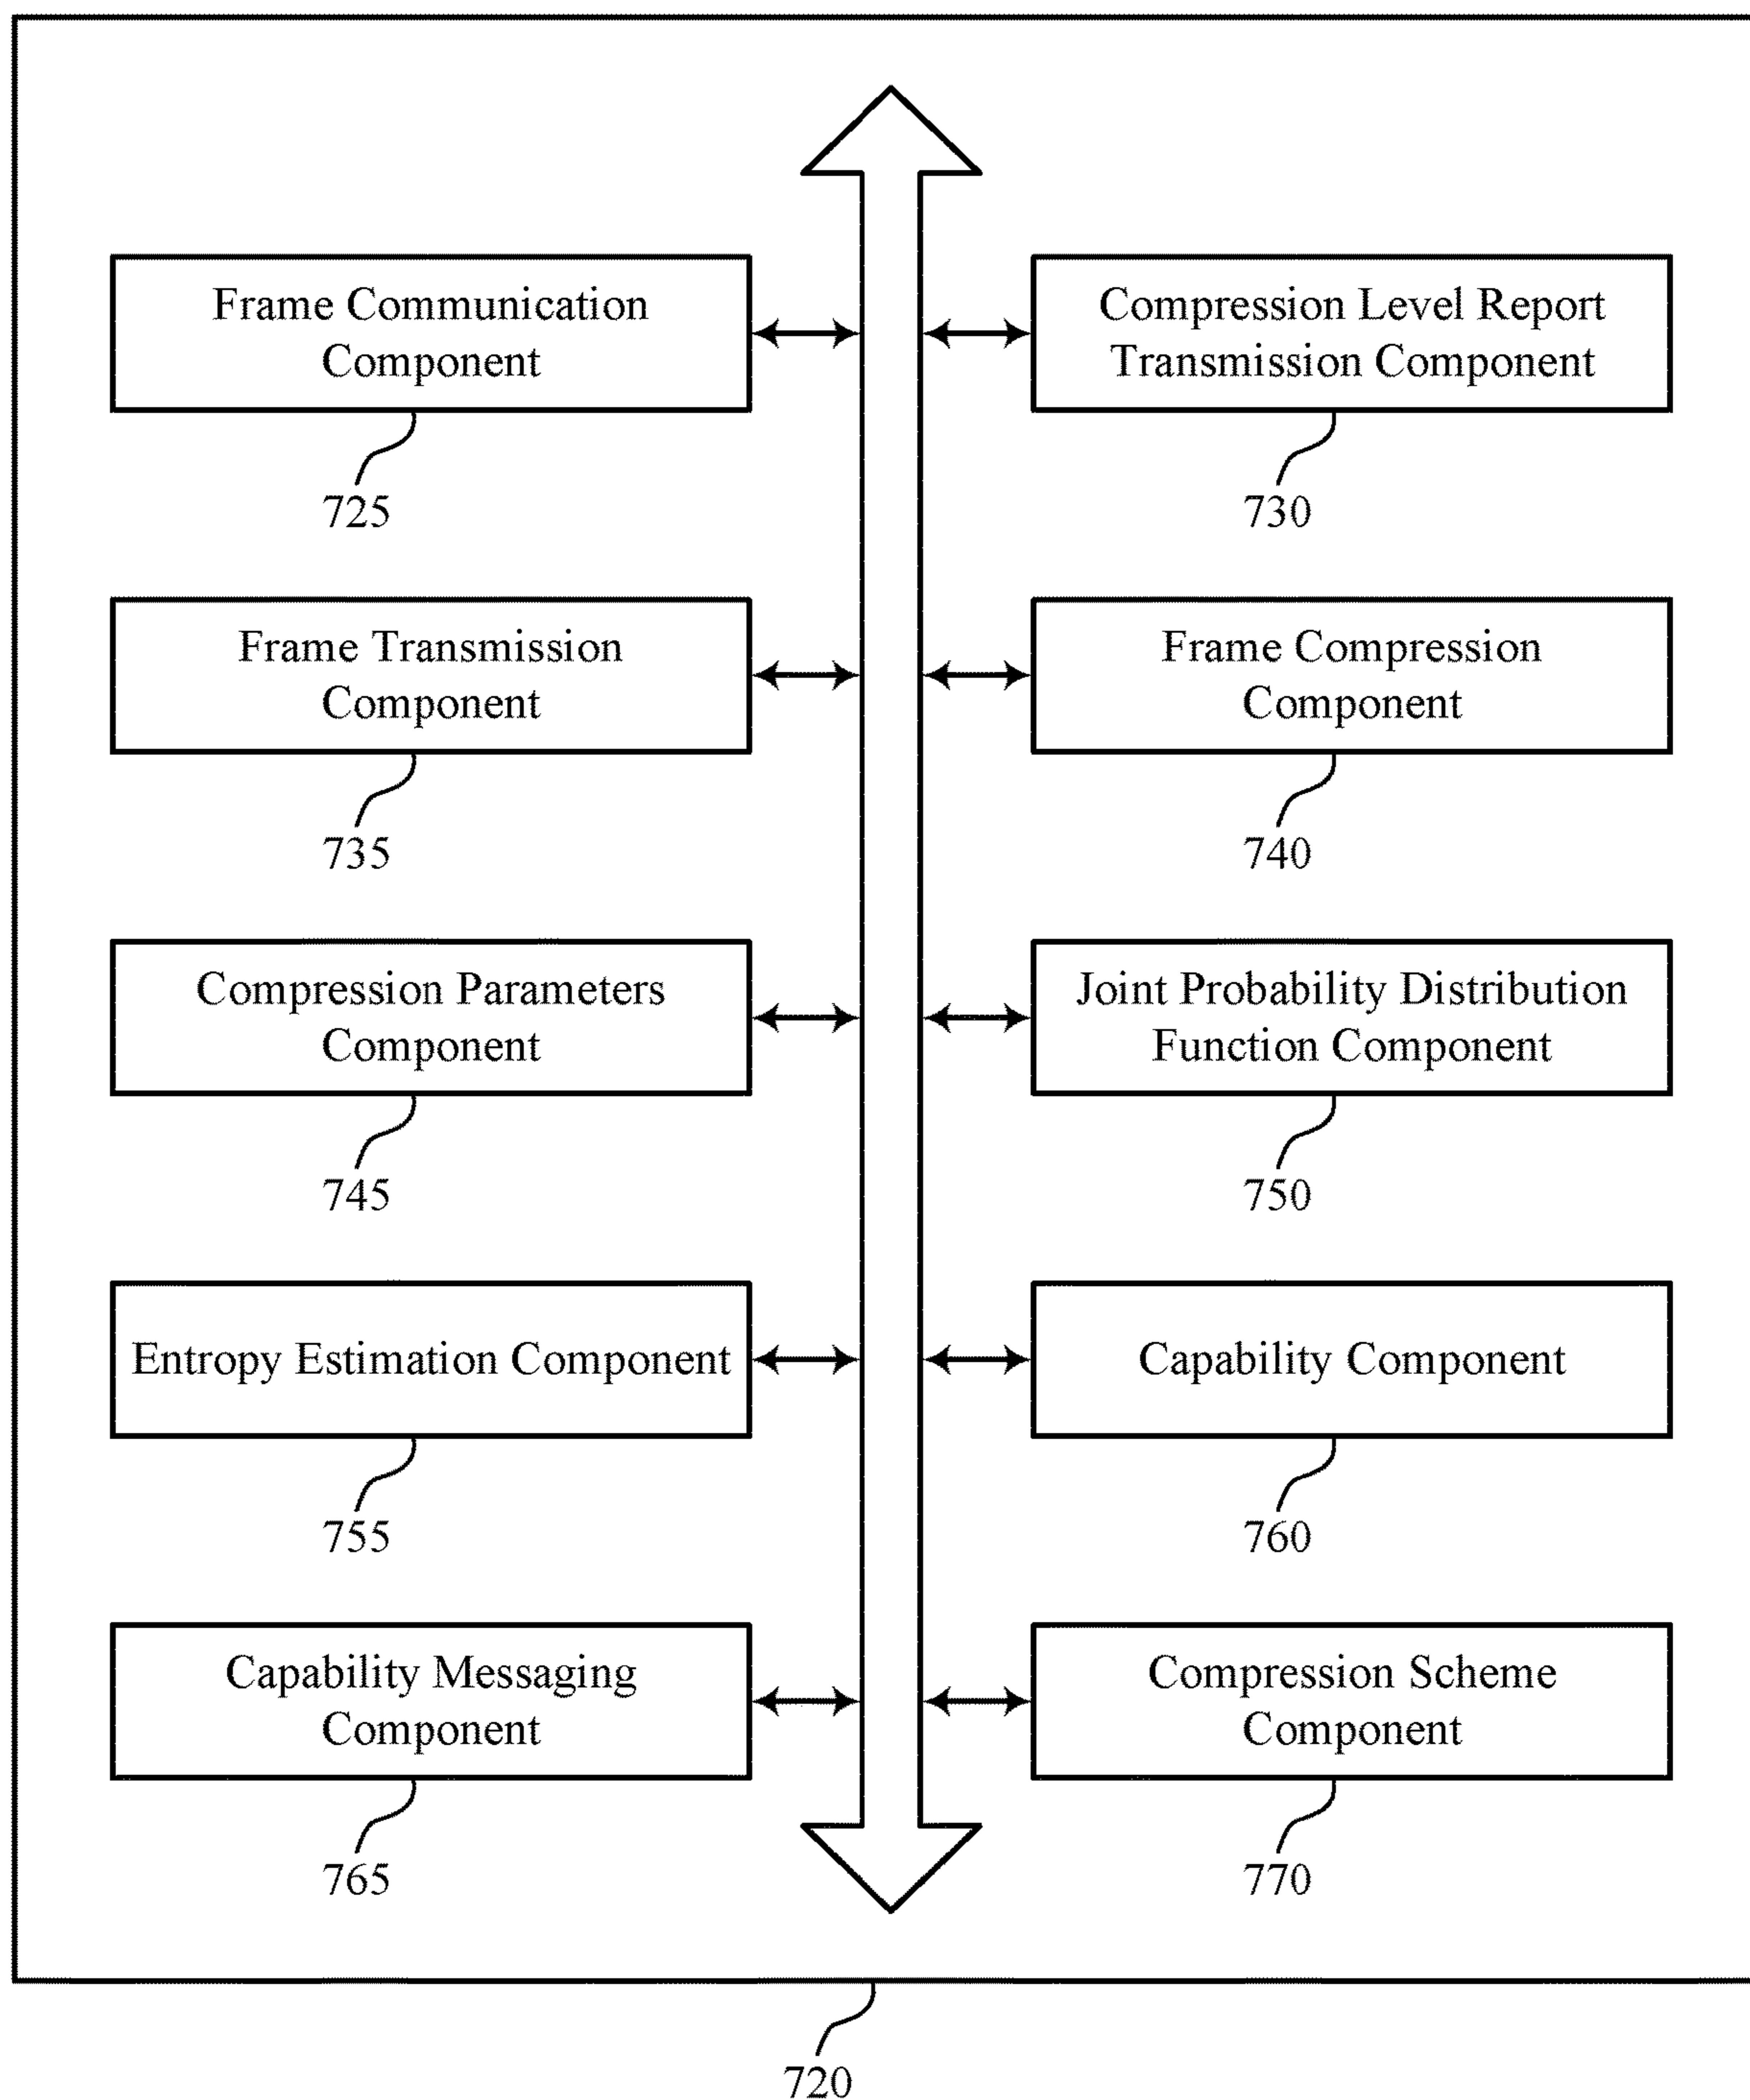 Frame Communication
Component
725
Compression Level Report
Transmission Component
730
Frame Transmission
Component
735
Frame Compression
Component
740
Compression Parameters
Component
745
Joint Probability Distribution
Function Component
750
Entropy Estimation Component
755
Capability Component
760
Capability Messaging
Component
765
Compression Scheme
Component
770
720